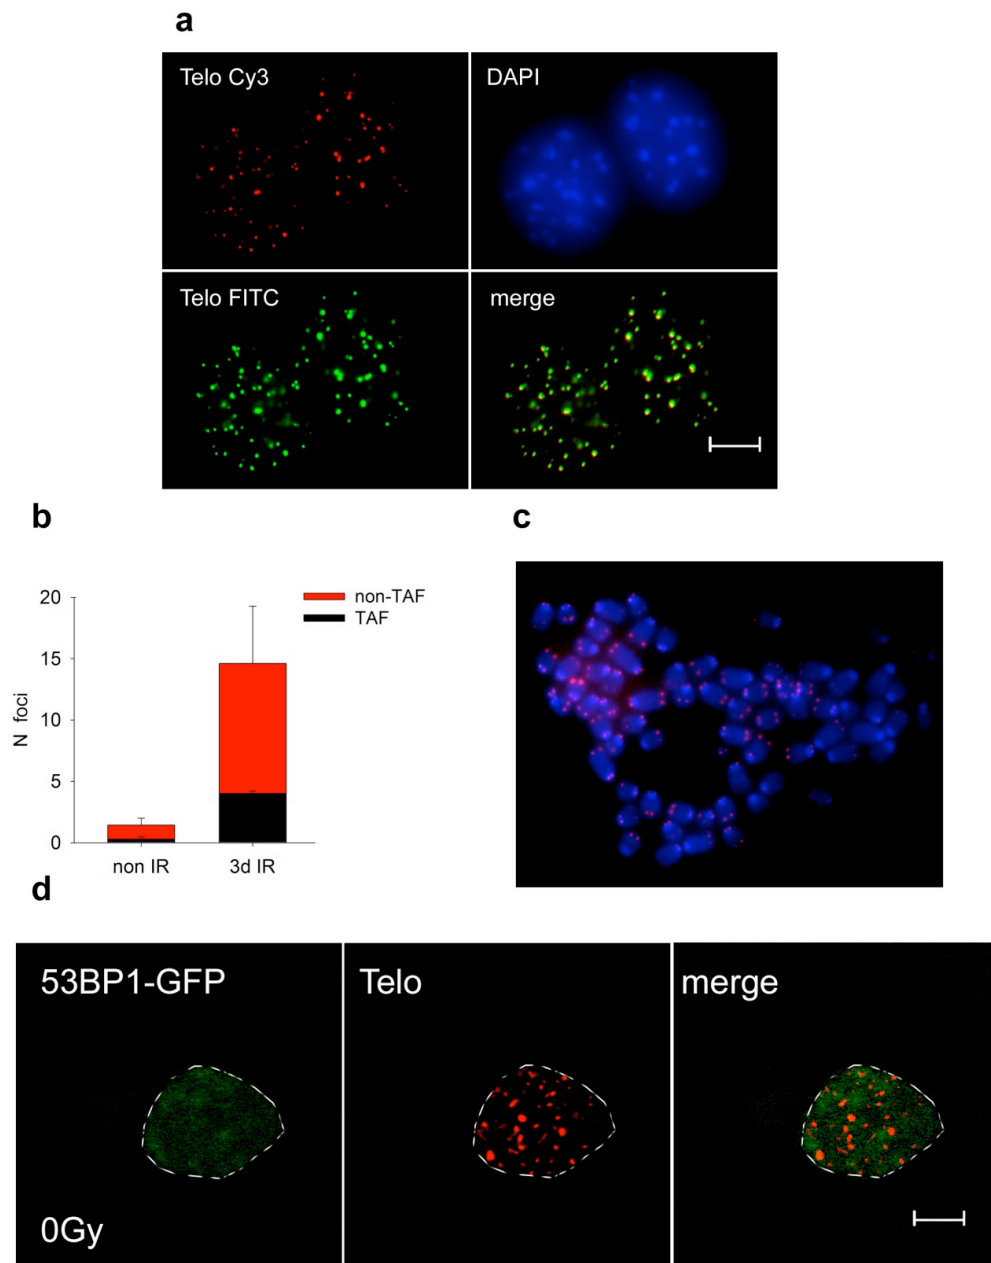 a
Telo Cy3
DAPI
Telo FITC
merge
b
c
20
15
10
5
0
N foci
non-TAF
TAF
non IR
3d IR
d
53BP1-GFP
Telo
merge
0Gy